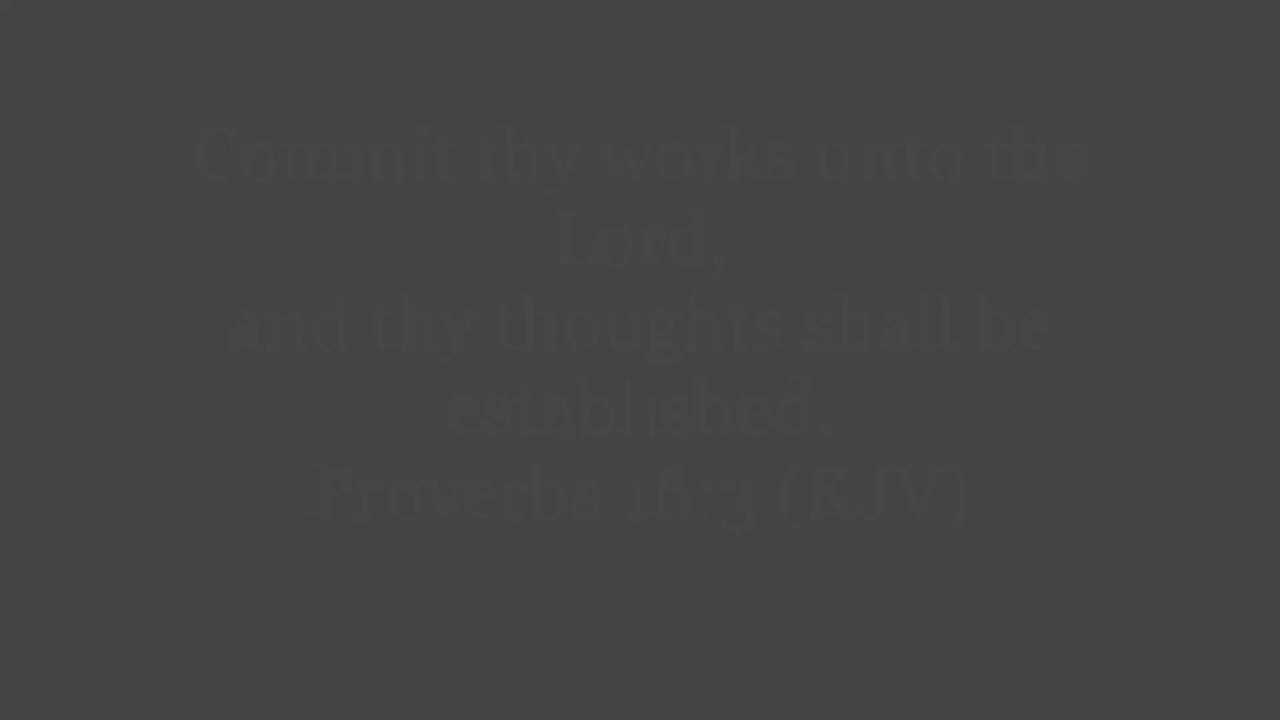 Commit thy works unto the
Lord,
and thy thoughts shall be
established.
Proverbs 16:3 (KJV)